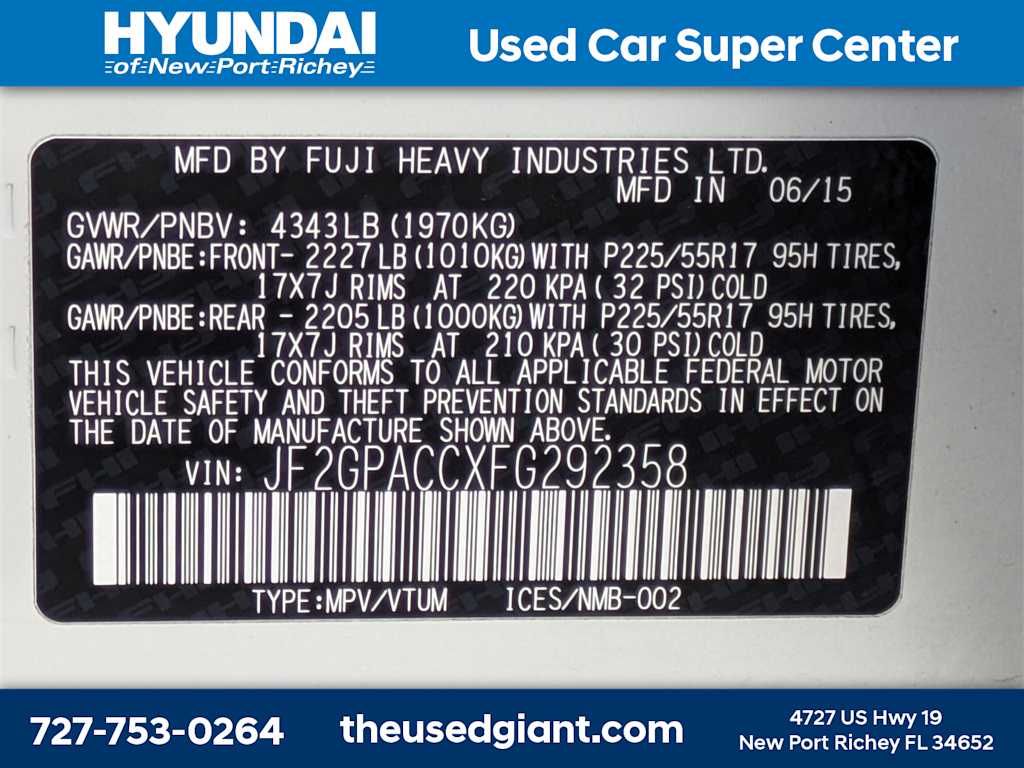 HYUNDAI
of New Port Richey
Used Car Super Center
MFD BY FUJI HEAVY INDUSTRIES LTD.
MFD IN 06/15
GVWR/PNBV: 4343LB (1970KG)
GAWR/PNBE:FRONT- 2227 LB (1010KG) WITH P225/55R17 95H TIRES,
17X7J RIMS AT 220 KPA ( 32 PSI) COLD
GAWR/PNBE:REAR - 2205 LB (1000KG) WITH P225/55R17 95H TIRES,
17X7J RIMS AT 210 KPA ( 30 PSI) COLD
THIS VEHICLE CONFORMS TO ALL APPLICABLE FEDERAL MOTOR
VEHICLE SAFETY AND THEFT PREVENTION STANDARDS IN EFFECT ON
THE DATE OF MANUFACTURE SHOWN ABOVE.
VIN: JF2GPACCXFG292358
TYPE:MPV/VTUM ICES/NMB-002
727-753-0264
theusedgiant.com
4727 US Hwy 19
New Port Richey FL 34652